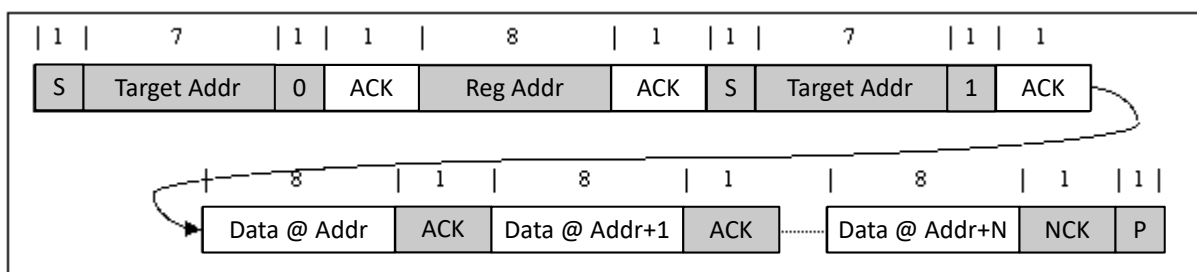 | 1 | 7 | 1 | 1 | 8 | 1 | 1 | 7 | 1 | 1
S Target Addr 0 ACK Reg Addr ACK S Target Addr 1 ACK
| 8 | 1 | 8 | 1 | 8 | 1 | 1 |
Data @ Addr ACK Data @ Addr+1 ACK Data @ Addr+N NCK P